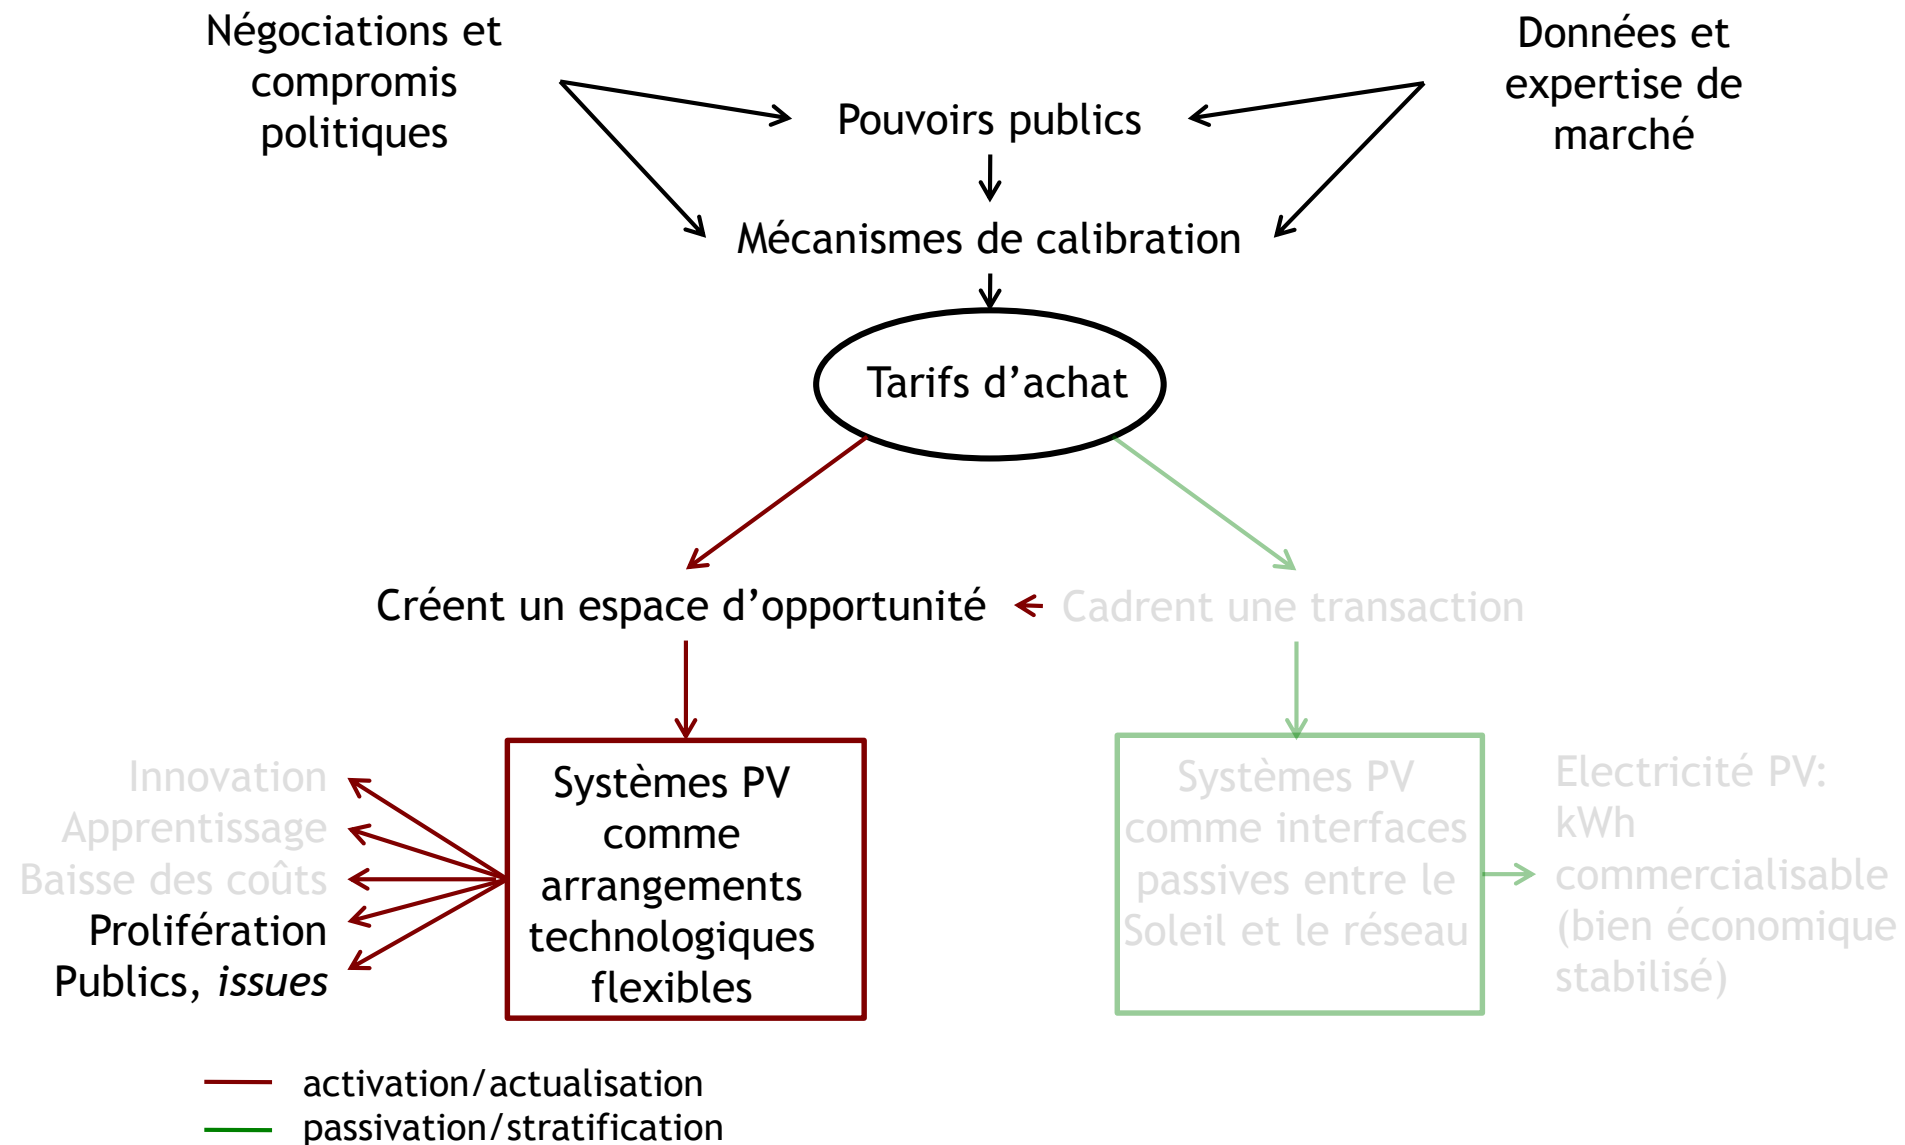 Négociations et
compromis
politiques
Données et
expertise de
marché
Pouvoirs publics
Mécanismes de calibration
Tarifs d’achat
Créent un espace d’opportunité
Cadrent une transaction
Innovation
Apprentissage
Baisse des coûts
Prolifération
Publics, issues
Systèmes PV
comme
arrangements
technologiques
flexibles
Systèmes PV
comme interfaces
passives entre le
Soleil et le réseau
Electricité PV:
kWh
commercialisable
(bien économique
stabilisé)
activation/actualisation
passivation/stratification